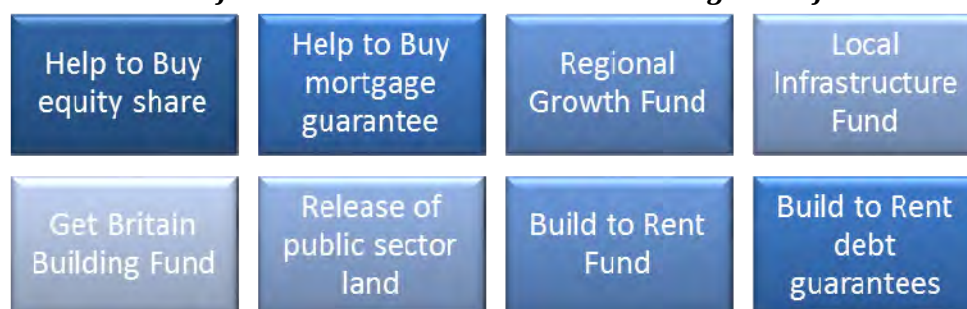 Help to Buy
equity share
Help to Buy
mortgage
guarantee
Regional
Growth Fund
Local
Infrastructure
Fund
Get Britain
Building Fund
Release of
public sector
land
Build to Rent
Fund
Build to Rent
debt
guarantees